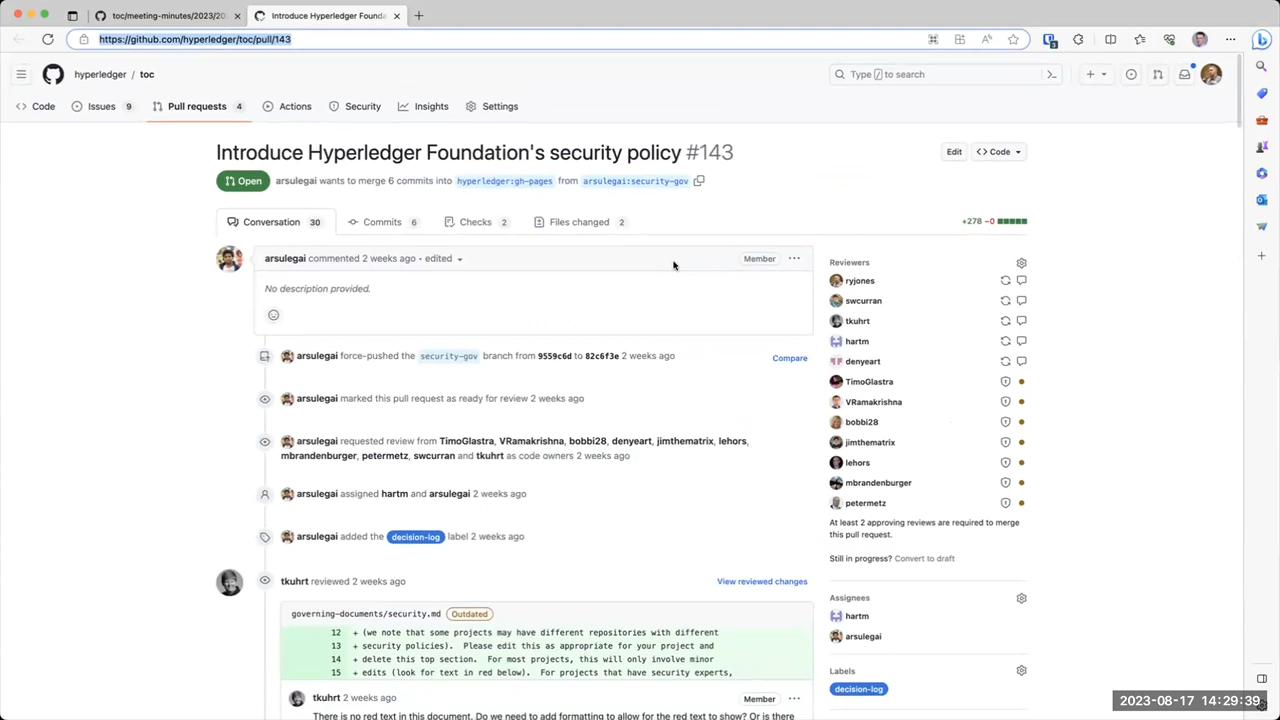 toc/meeting-minutes/2023/20
Introduce Hyperledger Founda
https://github.com/hyperledger/toc/pull/143
hyperledger / toc
Type / to search
Code
Issues 9
Pull requests 4
Actions
Security
Insights
Settings
Introduce Hyperledger Foundation's security policy #143
Edit
<> Code
Open
arsulegai wants to merge 6 commits into hyperledger:gh-pages from arsulegai:security-gov
Conversation 30
Commits 6
Checks 2
Files changed 2
+278 −0
arsulegai commented 2 weeks ago • edited
Member
No description provided.
arsulegai force-pushed the security-gov branch from 9559c6d to 82c6f3e 2 weeks ago
Compare
arsulegai marked this pull request as ready for review 2 weeks ago
arsulegai requested review from TimoGlastra, VRamakrishna, bobbi28, denyeart, jimthematrix, lehors,
mbrandenburger, petermetz, swcurran and tkuhrt as code owners 2 weeks ago
arsulegai assigned hartm and arsulegai 2 weeks ago
arsulegai added the decision-log label 2 weeks ago
tkuhrt reviewed 2 weeks ago
View reviewed changes
governing-documents/security.md Outdated
12 + (we note that some projects may have different repositories with different
13 + security policies). Please edit this as appropriate for your project and
14 + delete this top section. For most projects, this will only involve minor
15 + edits (look for text in red below). For projects that have security experts,
tkuhrt 2 weeks ago
Member
There is no red text in this document. Do we need to add formatting to allow for the red text to show? Or is there
Reviewers
ryjones
swcurran
tkuhrt
hartm
denyeart
TimoGlastra
VRamakrishna
bobbi28
jimthematrix
lehors
mbrandenburger
petermetz
At least 2 approving reviews are required to merge
this pull request.
Still in progress? Convert to draft
Assignees
hartm
arsulegai
Labels
decision-log
2023-08-17 14:29:39